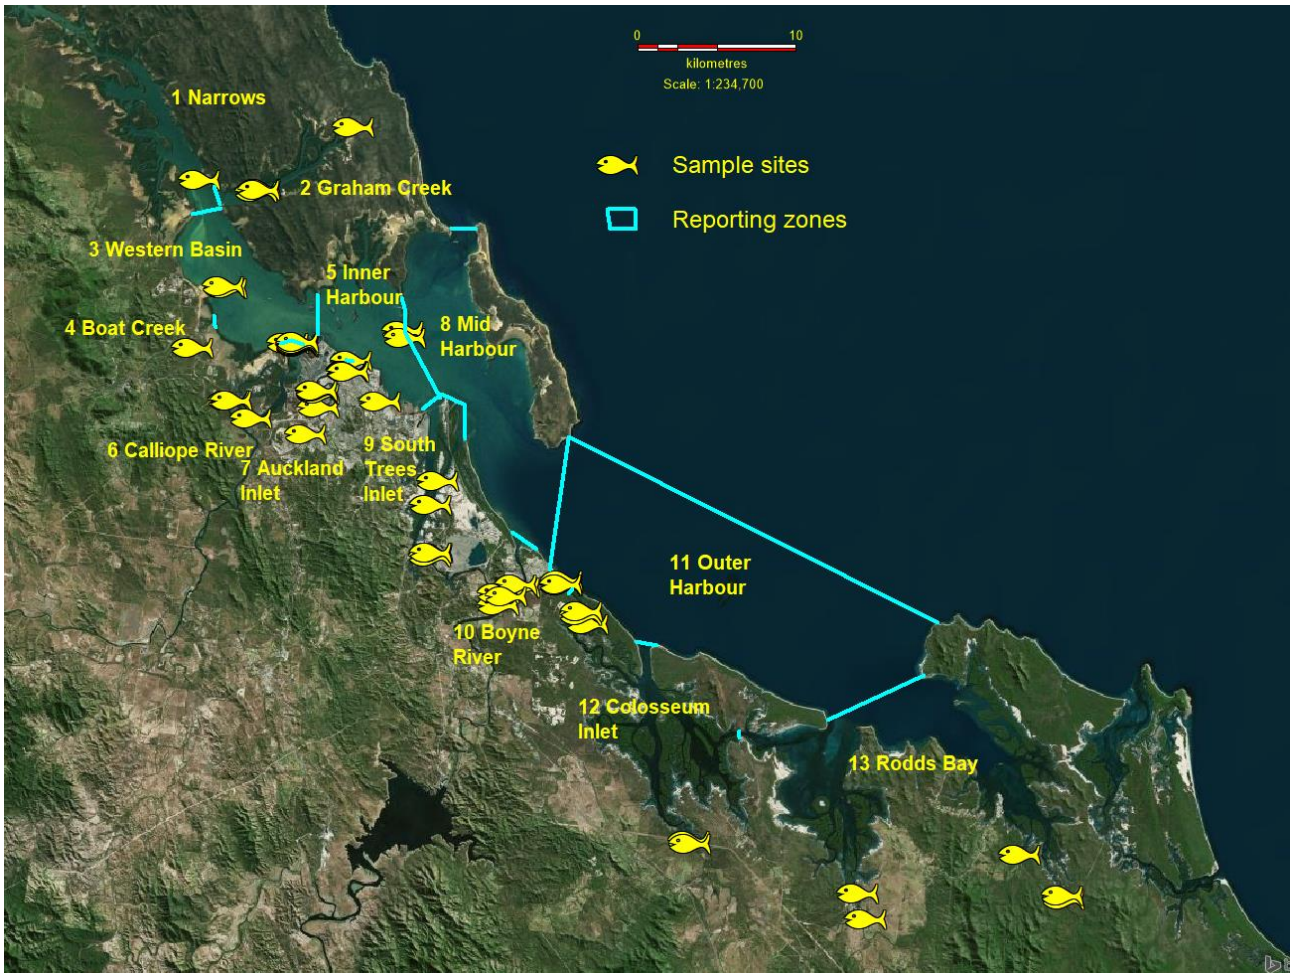 0 10
kilometres
Scale: 1:234,700
1 Narrows
Sample sites
2 Graham Creek
Reporting zones
3 Western Basin
5 Inner
Harbour
4 Boat Creek
8 Mid
Harbour
6 Calliope River
7 Auckland
Inlet
9 South
Trees
Inlet
11 Outer
Harbour
10 Boyne
River
12 Colosseum
Inlet
13 Rodds Bay